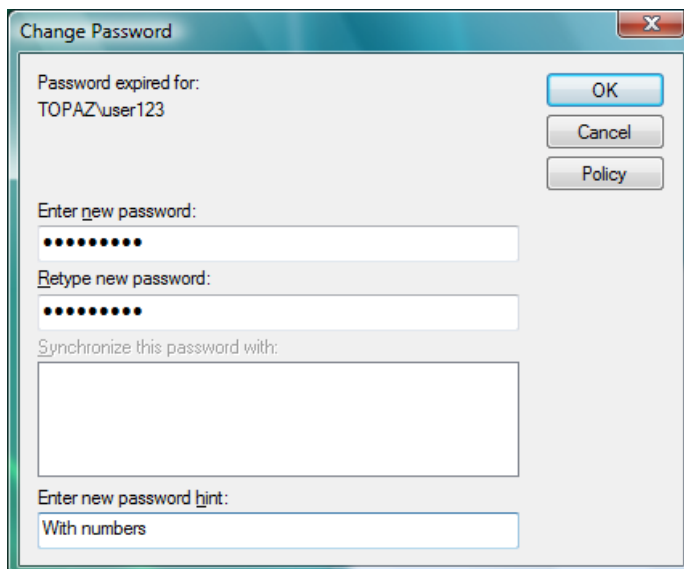 Change Password
Password expired for:
TOPAZ\user123
OK
Cancel
Policy
Enter new password:
•••••••••
Retype new password:
•••••••••
Synchronize this password with:
Enter new password hint:
With numbers